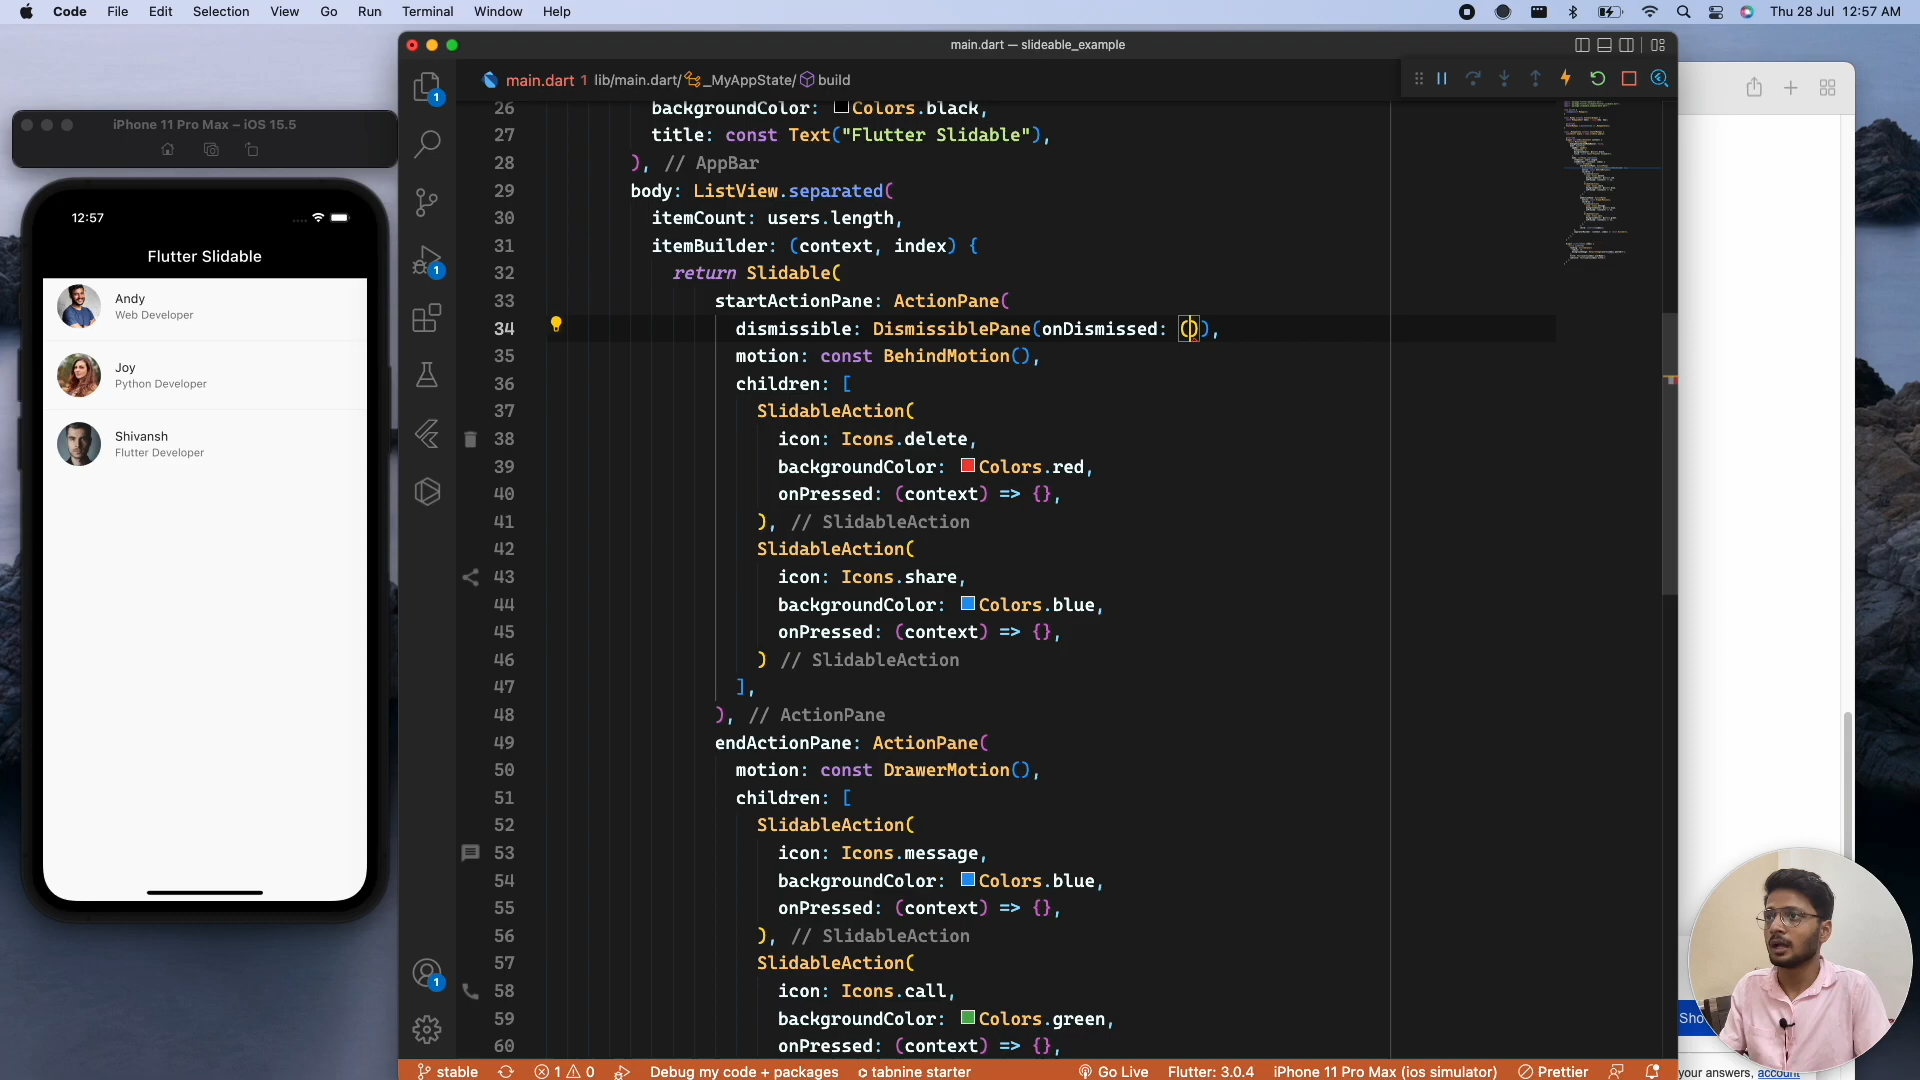 Code File Edit Selection View Go Run Terminal Window Help Thu 28 Jul 12:57 AM
main.dart — slideable_example
iPhone 11 Pro Max – iOS 15.5
12:57
Flutter Slidable
Andy
Web Developer
Joy
Python Developer
Shivansh
Flutter Developer
1
1
1
main.dart 1 lib/main.dart/ _MyAppState/ build
26 backgroundColor: Colors.black,
27 title: const Text("Flutter Slidable"),
28 ), // AppBar
29 body: ListView.separated(
30 itemCount: users.length,
31 itemBuilder: (context, index) {
32 return Slidable(
33 startActionPane: ActionPane(
34 dismissible: DismissiblePane(onDismissed: ()),
35 motion: const BehindMotion(),
36 children: [
37 SlidableAction(
38 icon: Icons.delete,
39 backgroundColor: Colors.red,
40 onPressed: (context) => {},
41 ), // SlidableAction
42 SlidableAction(
43 icon: Icons.share,
44 backgroundColor: Colors.blue,
45 onPressed: (context) => {},
46 ) // SlidableAction
47 ],
48 ), // ActionPane
49 endActionPane: ActionPane(
50 motion: const DrawerMotion(),
51 children: [
52 SlidableAction(
53 icon: Icons.message,
54 backgroundColor: Colors.blue,
55 onPressed: (context) => {},
56 ), // SlidableAction
57 SlidableAction(
58 icon: Icons.call,
59 backgroundColor: Colors.green,
60 onPressed: (context) => {},
stable 1 0 Debug my code + packages tabnine starter Go Live Flutter: 3.0.4 iPhone 11 Pro Max (ios simulator) Prettier
Sho
your answers, account